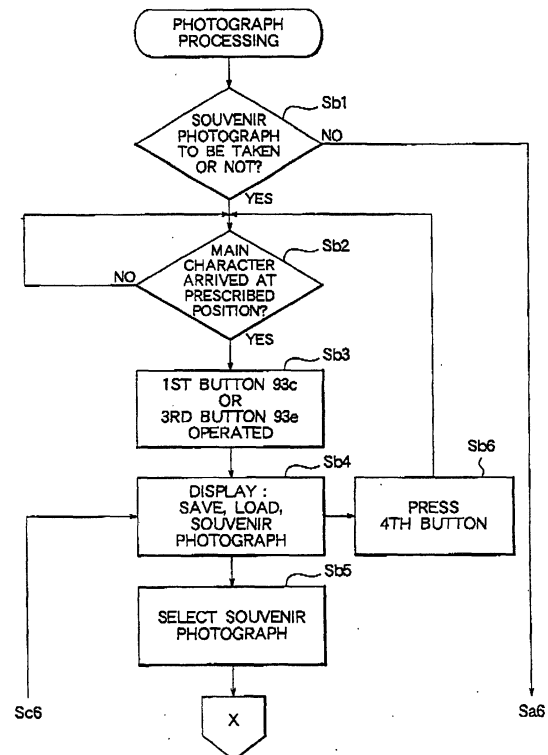 PHOTOGRAPH
PROCESSING
Sb1
SOUVENIR
PHOTOGRAPH
TO BE TAKEN
OR NOT?
NO
YES
Sb2
MAIN
CHARACTER
ARRIVED AT
PRESCRIBED
POSITION?
NO
YES
Sb3
1ST BUTTON 93c
OR
3RD BUTTON 93e
OPERATED
Sb4
DISPLAY :
SAVE, LOAD,
SOUVENIR
PHOTOGRAPH
Sb6
PRESS
4TH BUTTON
Sb5
SELECT SOUVENIR
PHOTOGRAPH
Sc6
X
Sa6